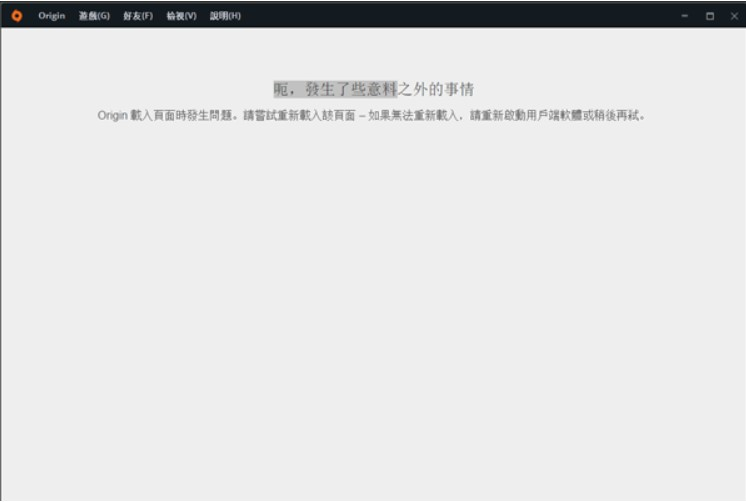 Origin 遊戲(G) 好友(F) 檢視(V) 說明(H)
呃，發生了些意料之外的事情
Origin 載入頁面時發生問題。請嘗試重新載入該頁面 – 如果無法重新載入，請重新啟動用戶端軟體或稍後再試。